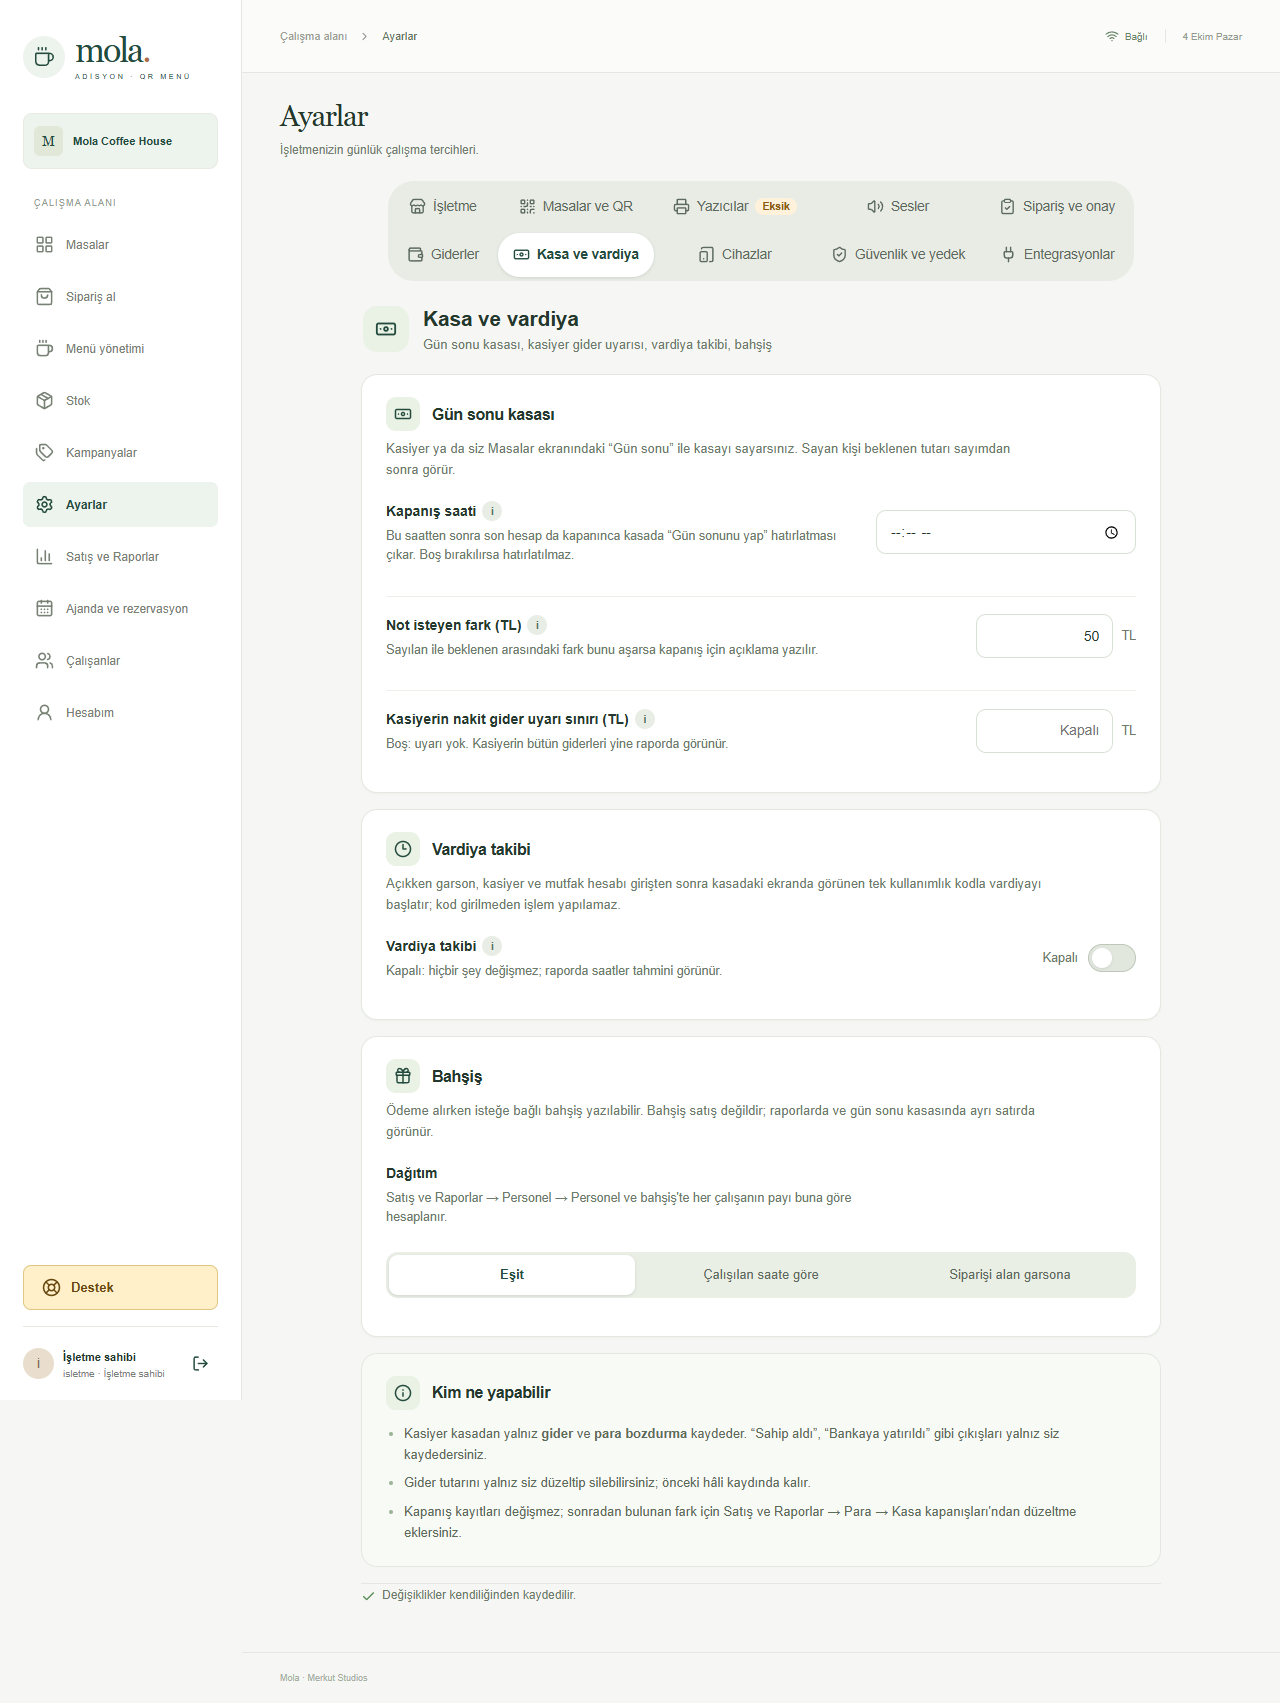 mola.
ADİSYON · QR MENÜ
M
Mola Coffee House
ÇALIŞMA ALANI
Masalar
Sipariş al
Menü yönetimi
Stok
Kampanyalar
Ayarlar
Satış ve Raporlar
Ajanda ve rezervasyon
Çalışanlar
Hesabım
Destek
İ
İşletme sahibi
isletme · İşletme sahibi
Çalışma alanı > Ayarlar
Bağlı
4 Ekim Pazar
Ayarlar
İşletmenizin günlük çalışma tercihleri.
İşletme
Masalar ve QR
Yazıcılar Eksik
Sesler
Sipariş ve onay
Giderler
Kasa ve vardiya
Cihazlar
Güvenlik ve yedek
Entegrasyonlar
Kasa ve vardiya
Gün sonu kasası, kasiyer gider uyarısı, vardiya takibi, bahşiş
Gün sonu kasası
Kasiyer ya da siz Masalar ekranındaki “Gün sonu” ile kasayı sayarsınız. Sayan kişi beklenen tutarı sayımdan
sonra görür.
Kapanış saati i
Bu saatten sonra son hesap da kapanınca kasada “Gün sonunu yap” hatırlatması
çıkar. Boş bırakılırsa hatırlatılmaz.
--:-- --
Not isteyen fark (TL) i
Sayılan ile beklenen arasındaki fark bunu aşarsa kapanış için açıklama yazılır.
50 TL
Kasiyerin nakit gider uyarı sınırı (TL) i
Boş: uyarı yok. Kasiyerin bütün giderleri yine raporda görünür.
Kapalı TL
Vardiya takibi
Açıkken garson, kasiyer ve mutfak hesabı girişten sonra kasadaki ekranda görünen tek kullanımlık kodla vardiyayı
başlatır; kod girilmeden işlem yapılamaz.
Vardiya takibi i
Kapalı: hiçbir şey değişmez; raporda saatler tahmini görünür.
Kapalı
Bahşiş
Ödeme alırken isteğe bağlı bahşiş yazılabilir. Bahşiş satış değildir; raporlarda ve gün sonu kasasında ayrı satırda
görünür.
Dağıtım
Satış ve Raporlar → Personel → Personel ve bahşiş'te her çalışanın payı buna göre
hesaplanır.
Eşit
Çalışılan saate göre
Siparişi alan garsona
Kim ne yapabilir
• Kasiyer kasadan yalnız gider ve para bozdurma kaydeder. “Sahip aldı”, “Bankaya yatırıldı” gibi çıkışları yalnız siz
kaydedersiniz.
• Gider tutarını yalnız siz düzeltip silebilirsiniz; önceki hâli kaydında kalır.
• Kapanış kayıtları değişmez; sonradan bulunan fark için Satış ve Raporlar → Para → Kasa kapanışları'ndan düzeltme
eklersiniz.
Değişiklikler kendiliğinden kaydedilir.
Mola · Merkut Studios